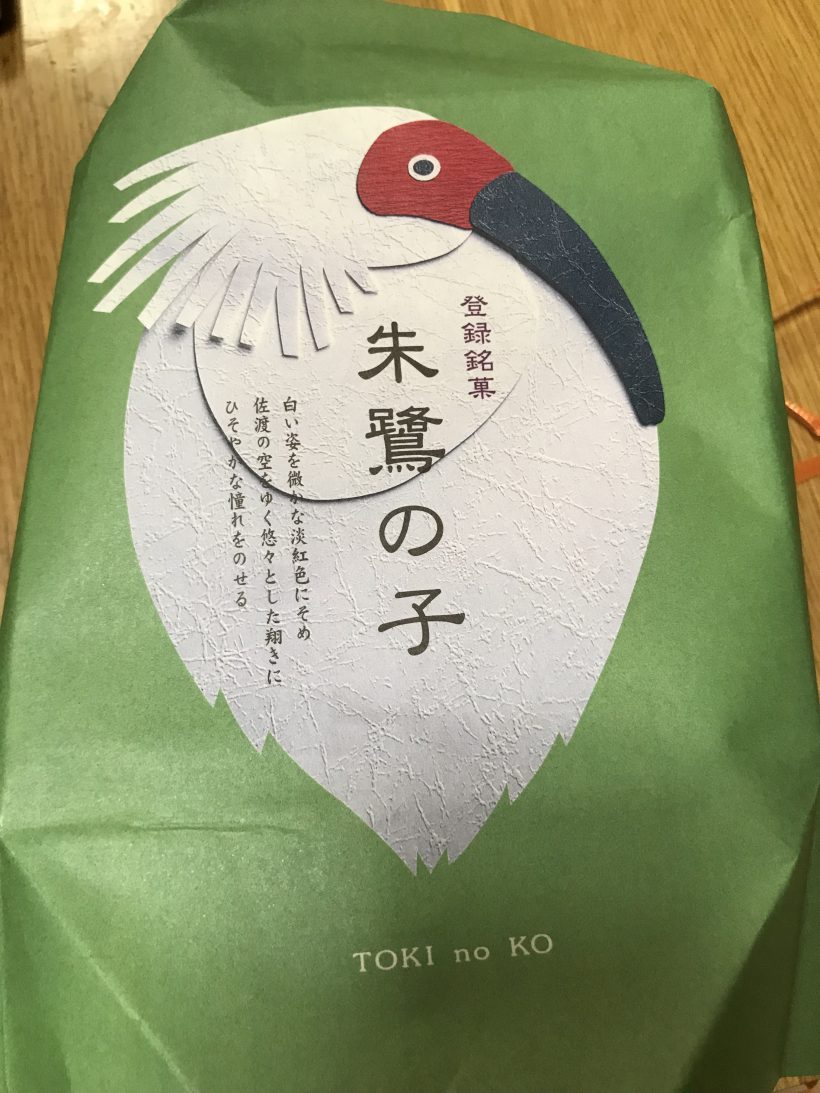 登録銘菓
朱鷺の子
白い姿を微かな淡紅色にそめ
佐渡の空をゆく悠々とした翔きに
ひそやかな憧れをのせる
TOKI no KO